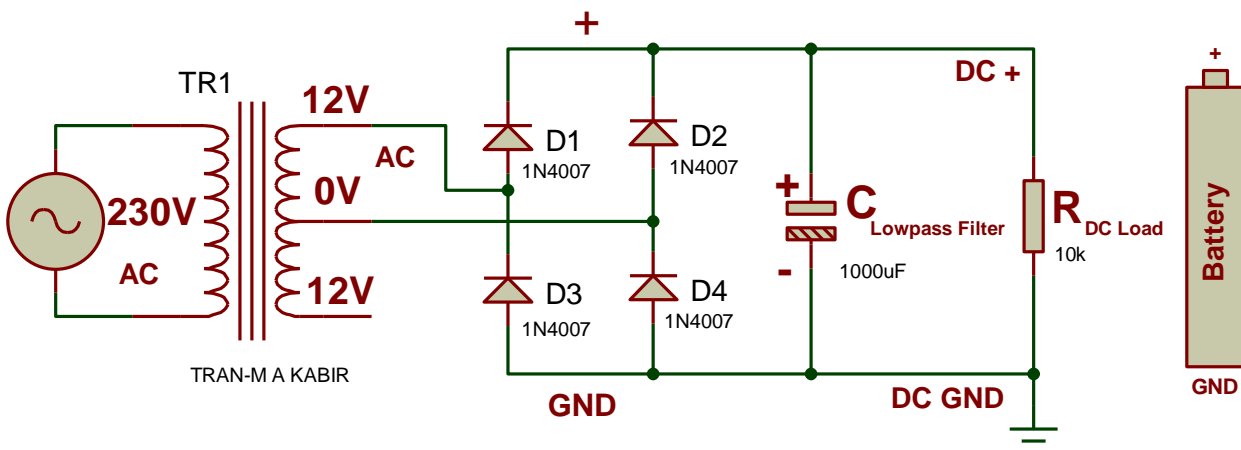 +
TR1
12V
AC
0V
230V
AC
12V
TRAN-M A KABIR
D1
1N4007
D2
1N4007
D3
1N4007
D4
1N4007
GND
+
C
Lowpass Filter
1000uF
-
DC +
R
DC Load
10k
DC GND
+
Battery
GND